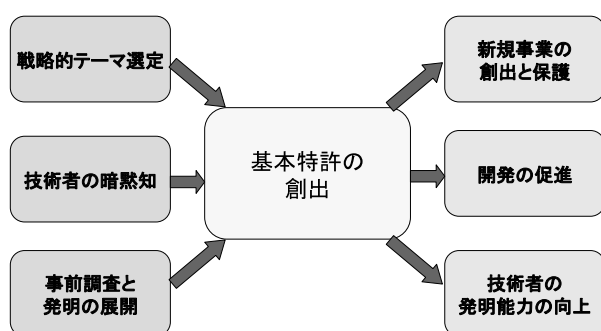 戦略的テーマ選定
技術者の暗黙知
事前調査と
発明の展開
基本特許の
創出
新規事業の
創出と保護
開発の促進
技術者の
発明能力の向上